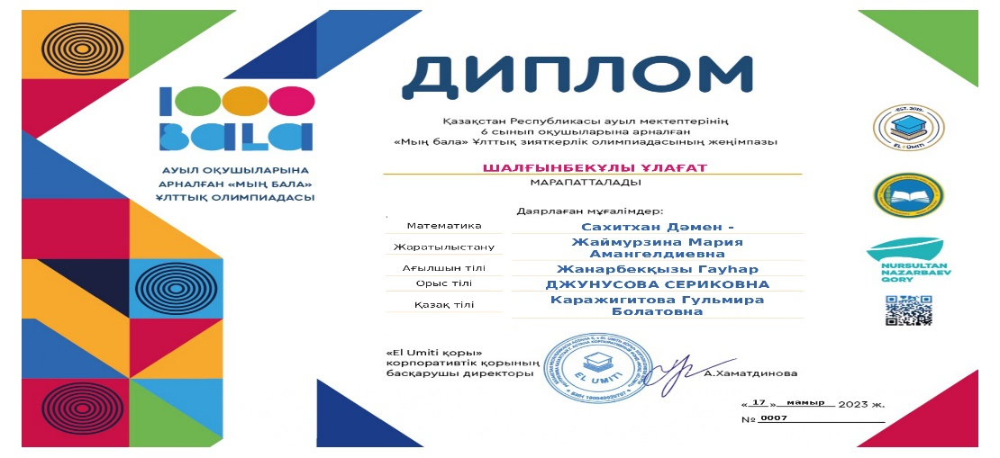 1000
BALA
АУЫЛ ОҚУШЫЛАРЫНА
АРНАЛҒАН «МЫҢ БАЛА»
ҰЛТТЫҚ ОЛИМПИАДАСЫ
ДИПЛОМ
Қазақстан Республикасы ауыл мектептерінің
6 сынып оқушыларына арналған
«Мың бала» Ұлттық зияткерлік олимпиадасының жеңімпазы
ШАЛҒЫНБЕКҰЛЫ ҰЛАҒАТ
МАРАПАТТАЛАДЫ
Даярлаған мұғалімдер:
Математика Сахитхан Дәмен -
Жаратылыстану Жаймурзина Мария
Амангелдиевна
Ағылшын тілі Жанарбекқызы Гауһар
Орыс тілі ДЖУНУСОВА СЕРИКОВНА
Қазақ тілі Каражигитова Гульмира
Болатовна
«El Umiti қоры»
корпоративтік қорының
басқарушы директоры
EL UMITI
А.Хаматдинова
« 17 » мамыр 2023 ж.
№ 0007
EST. 2019
EL UMITI
NURSULTAN
NAZARBAEV
QORY